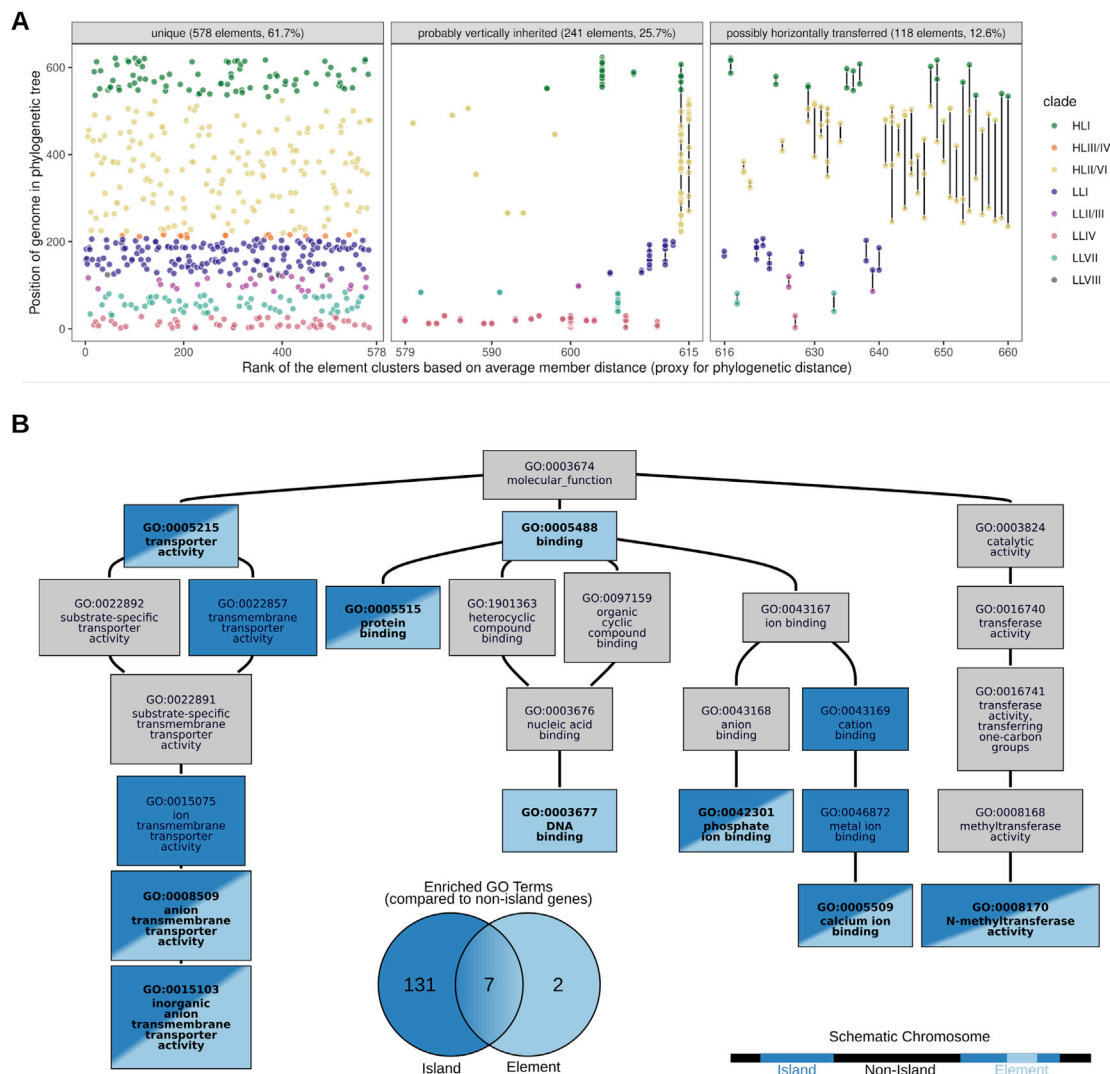 A
unique (578 elements, 61.7%)
probably vertically inherited (241 elements, 25.7%)
possibly horizontally transferred (118 elements, 12.6%)
Position of genome in phylogenetic tree
600
400
200
0
0
200
400
578
579
590
600
615
616
630
640
650
660
Rank of the element clusters based on average member distance (proxy for phylogenetic distance)
clade
HLI
HLIII/IV
HLII/VI
LLI
LLII/III
LLIV
LLVII
LLVIII
B
GO:0003674
molecular_function
GO:0005215
transporter
activity
GO:0005488
binding
GO:0003824
catalytic
activity
GO:0022892
substrate-specific
transporter
activity
GO:0022857
transmembrane
transporter
activity
GO:0005515
protein
binding
GO:1901363
heterocyclic
compound
binding
GO:0097159
organic
cyclic
compound
binding
GO:0043167
ion binding
GO:0016740
transferase
activity
GO:0022891
substrate-specific
transmembrane
transporter
activity
GO:0003676
nucleic acid
binding
GO:0043168
anion
binding
GO:0043169
cation
binding
GO:0016741
transferase
activity,
transferring
one-carbon
groups
GO:0015075
ion
transmembrane
transporter
activity
GO:0003677
DNA
binding
GO:0042301
phosphate
ion binding
GO:0046872
metal ion
binding
GO:0008168
methyltransferase
activity
GO:0008509
anion
transmembrane
transporter
activity
GO:0005509
calcium ion
binding
GO:0008170
N-methyltransferase
activity
GO:0015103
inorganic
anion
transmembrane
transporter
activity
Enriched GO Terms
(compared to non-island genes)
131
7
2
Island
Element
Schematic Chromosome
Island
Non-Island
Element